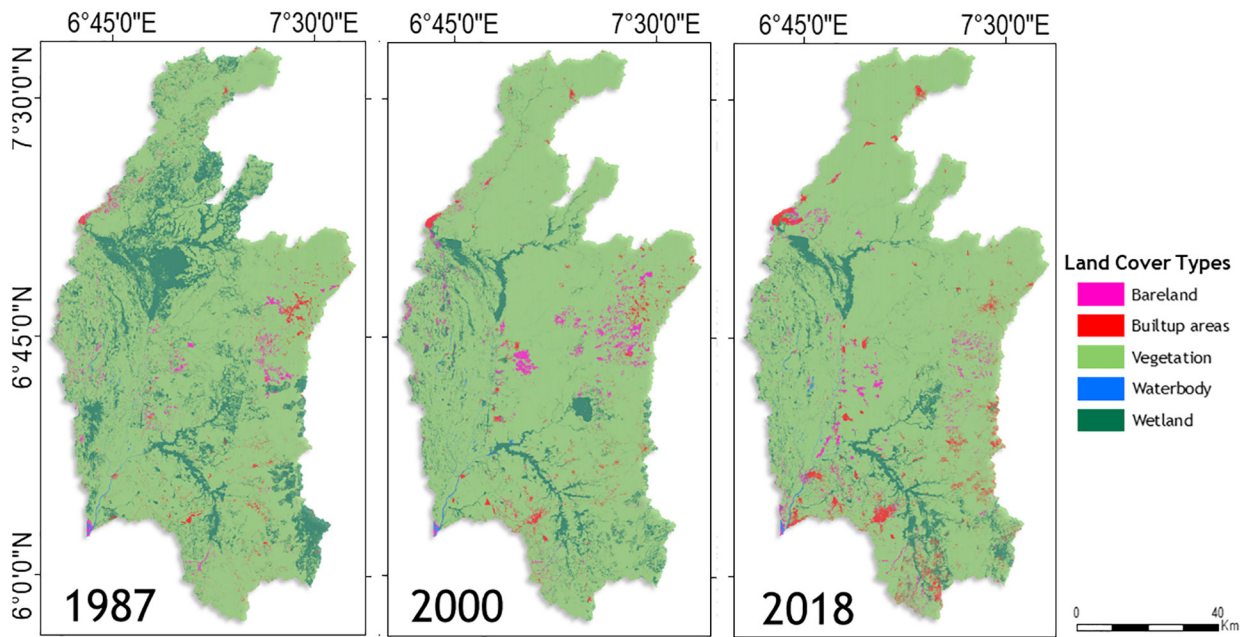 6°45'0"E 7°30'0"E 6°45'0"E 7°30'0"E 6°45'0"E 7°30'0"E
7°30'0"N
6°45'0"N
6°0'0"N
Land Cover Types
Bareland
Builtup areas
Vegetation
Waterbody
Wetland
1987 2000 2018
0 40
Km